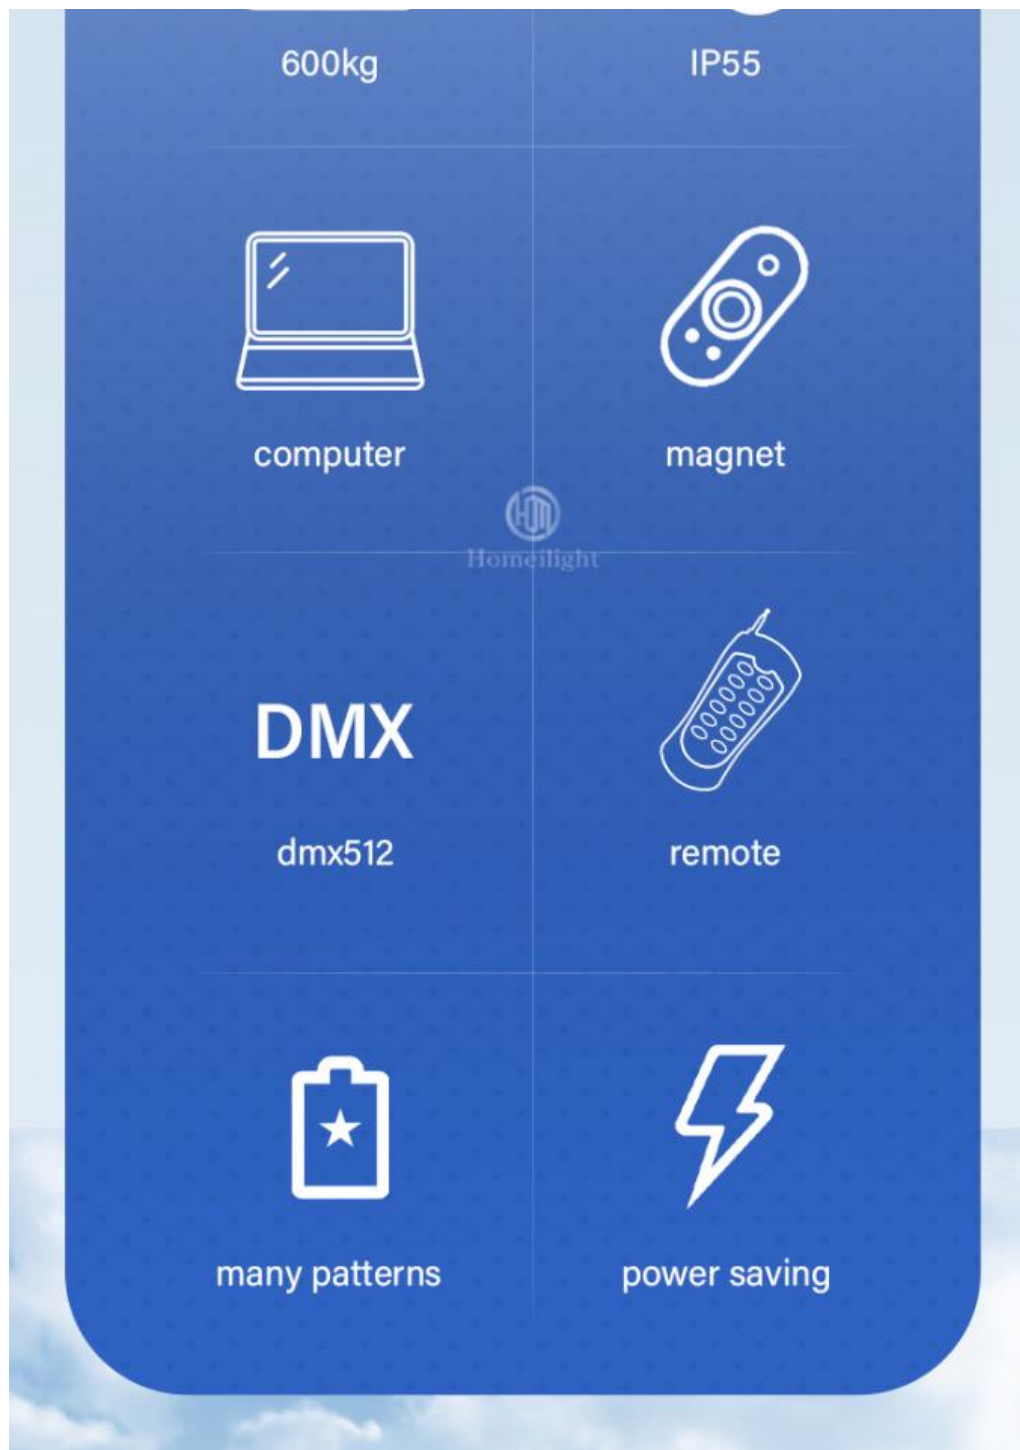 600kg
IP55
computer
magnet
Homeilight
DMX
dmx512
remote
many patterns
power saving